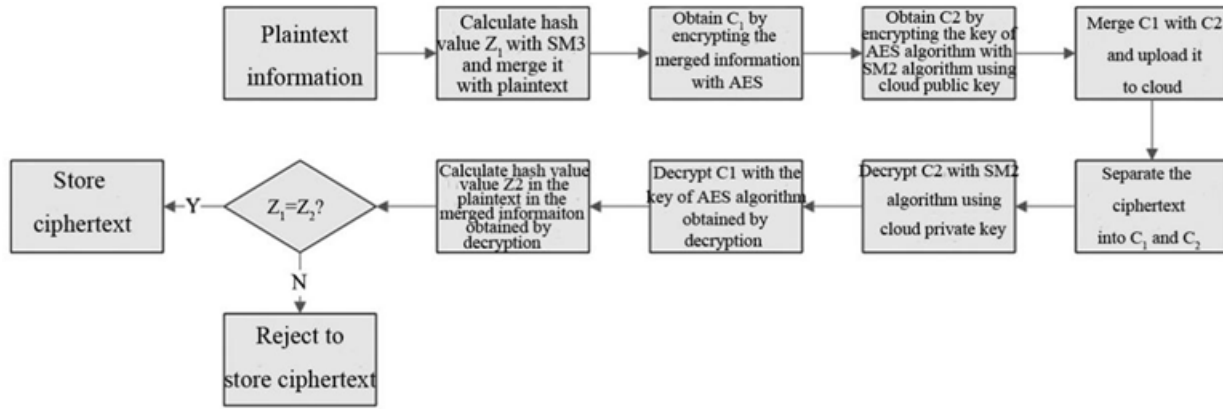 Plaintext
information
Calculate hash
value Z₁ with SM3
and merge it
with plaintext
Obtain C₁ by
encrypting the
merged information
with AES
Obtain C2 by
encrypting the key of
AES algorithm with
SM2 algorithm using
cloud public key
Merge C1 with C2
and upload it
to cloud
Separate the
ciphertext
into C₁ and C₂
Decrypt C2 with SM2
algorithm using
cloud private key
Decrypt C1 with the
key of AES algorithm
obtained by
decryption
Calculate hash value
value Z2 in the
plaintext in the
merged informaiton
obtained by
decryption
Z₁=Z₂?
Y
Store
ciphertext
N
Reject to
store ciphertext